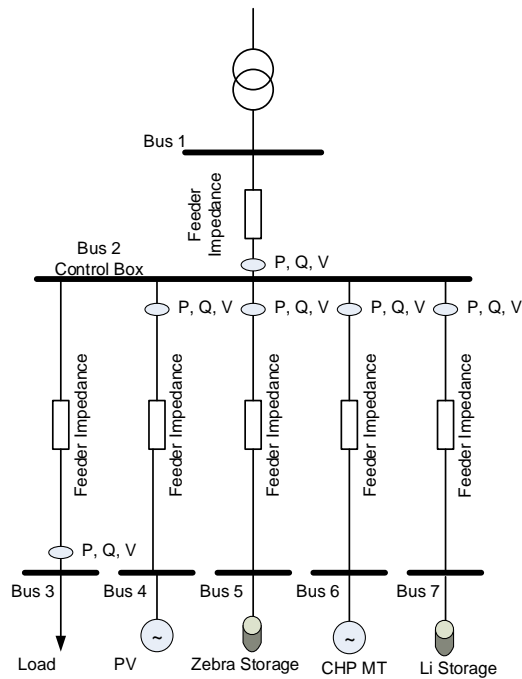 Bus 1
Feeder
Impedance
Bus 2
Control Box
P, Q, V
P, Q, V
P, Q, V
P, Q, V
P, Q, V
Feeder Impedance
Feeder Impedance
Feeder Impedance
Feeder Impedance
Feeder Impedance
P, Q, V
Bus 3
Bus 4
Bus 5
Bus 6
Bus 7
~
~
Load
PV
Zebra Storage
CHP MT
Li Storage